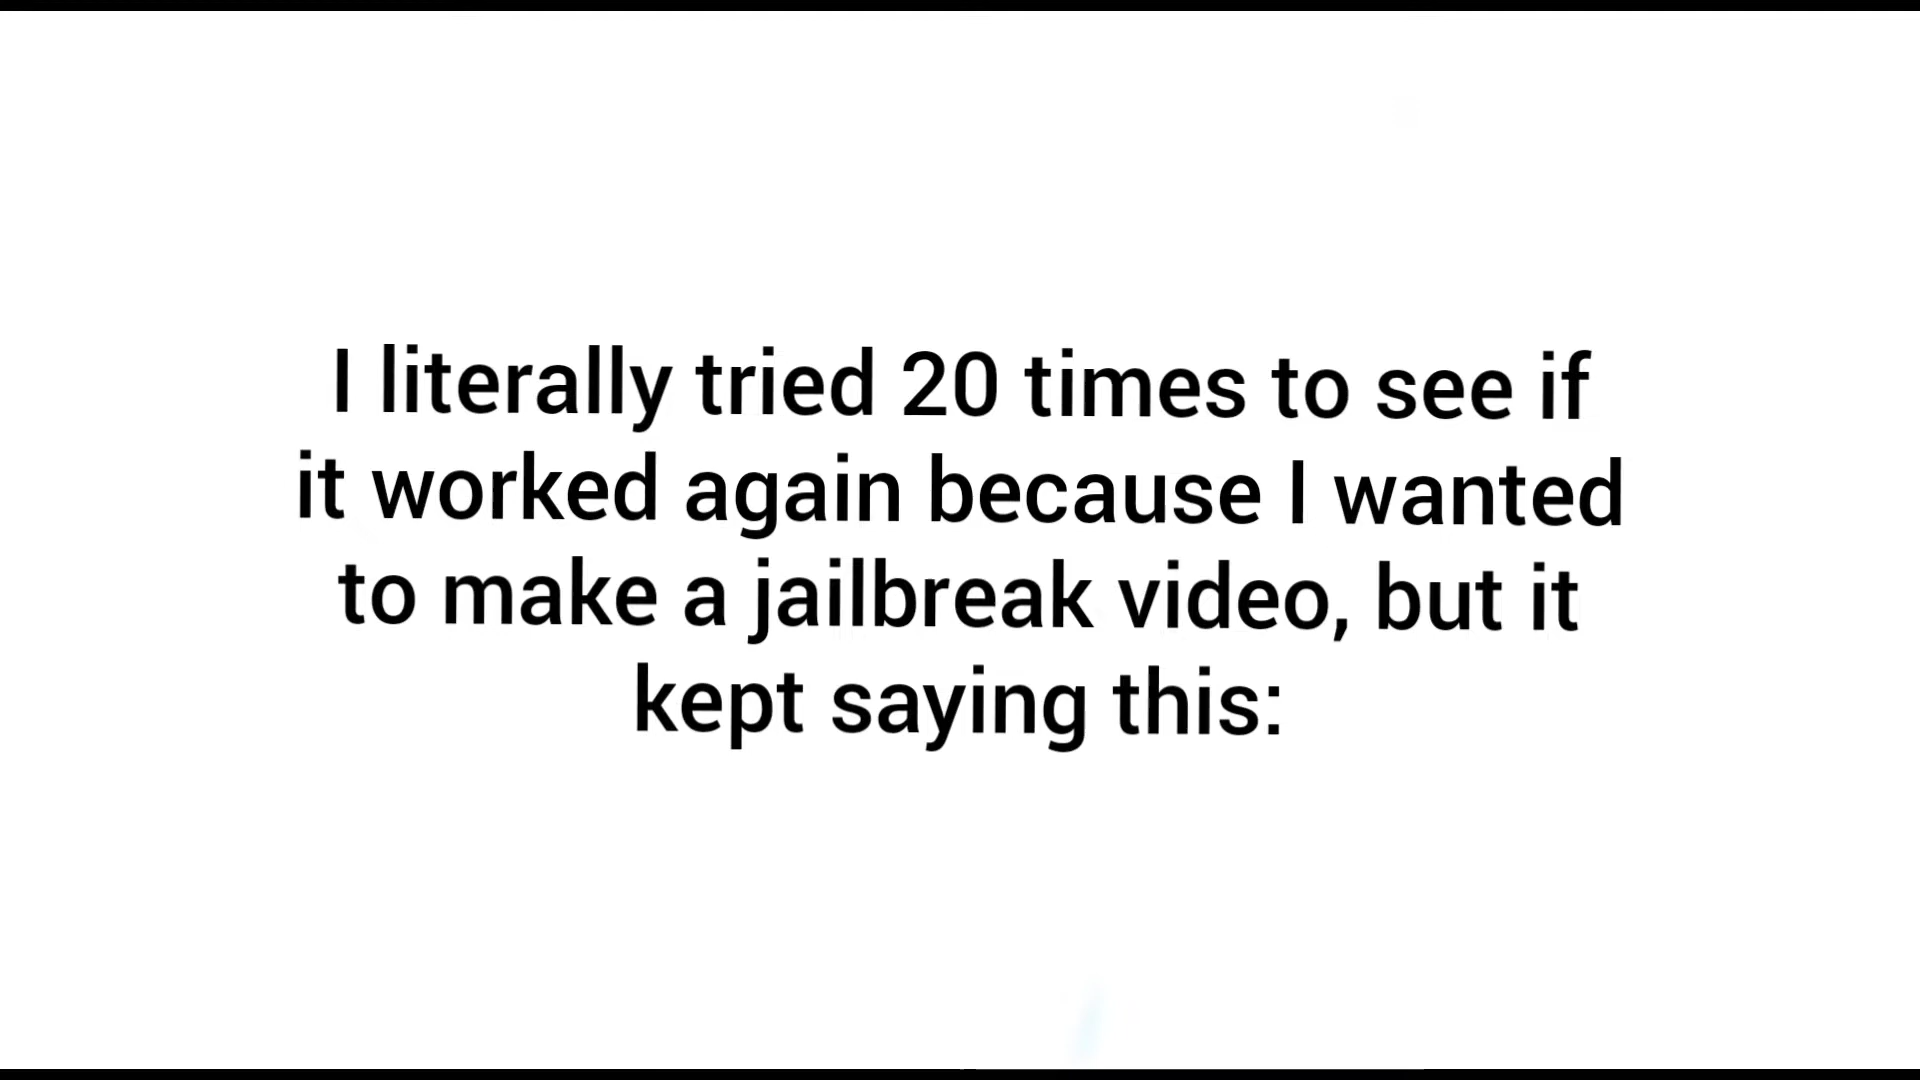 I literally tried 20 times to see if
it worked again because I wanted
to make a jailbreak video, but it
kept saying this: